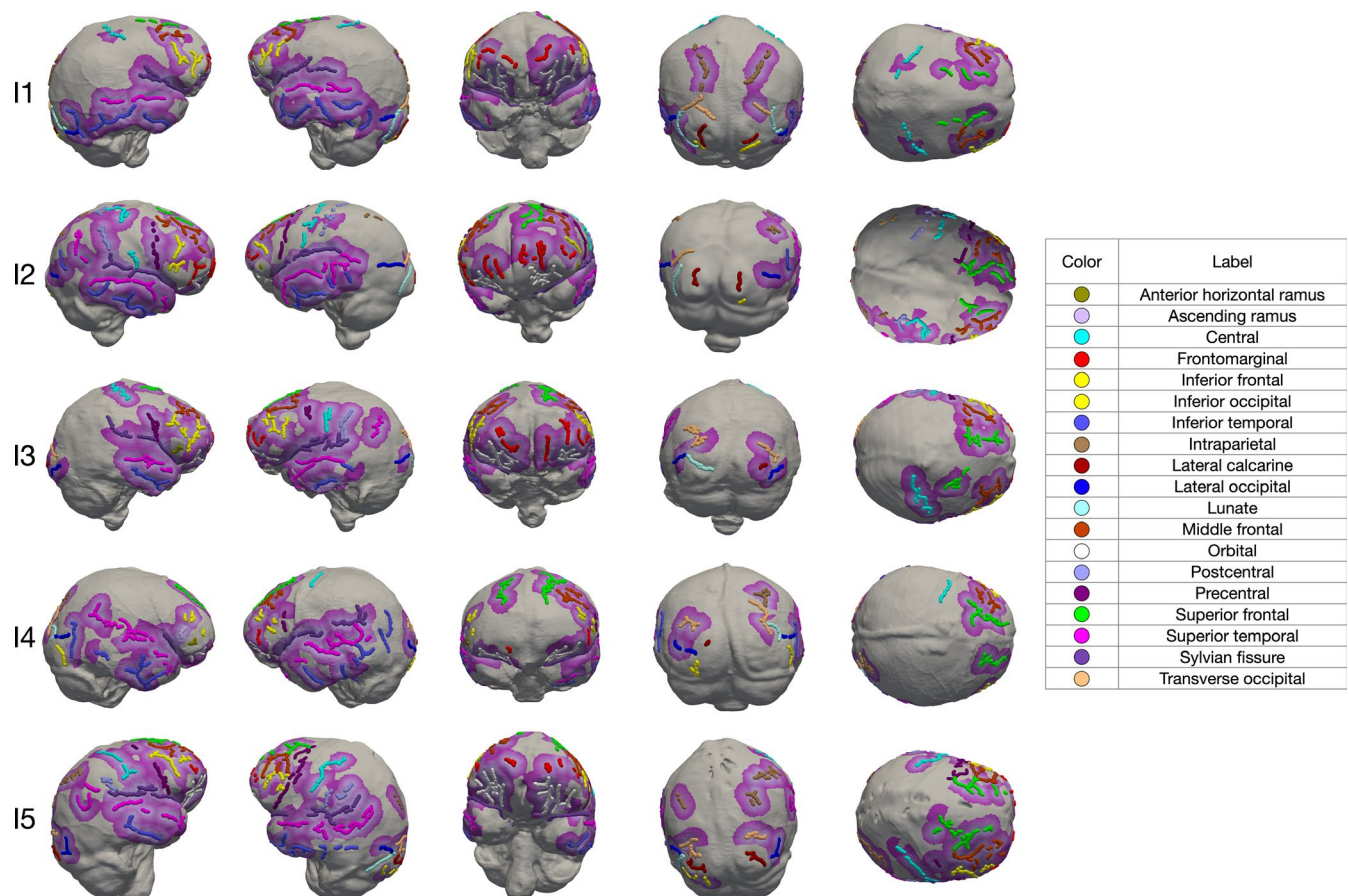 I1
I2
I3
I4
I5
Color Label
Anterior horizontal ramus
Ascending ramus
Central
Frontomarginal
Inferior frontal
Inferior occipital
Inferior temporal
Intraparietal
Lateral calcarine
Lateral occipital
Lunate
Middle frontal
Orbital
Postcentral
Precentral
Superior frontal
Superior temporal
Sylvian fissure
Transverse occipital